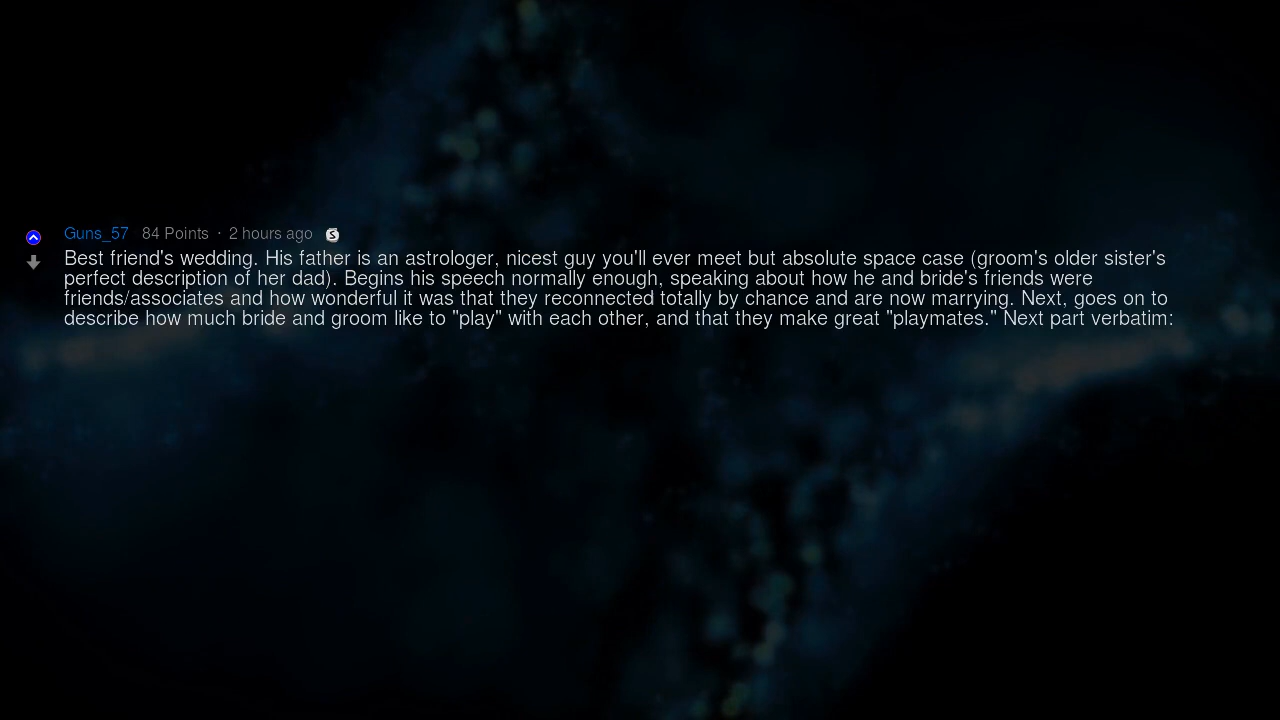 Guns_57 84 Points · 2 hours ago S
Best friend's wedding. His father is an astrologer, nicest guy you'll ever meet but absolute space case (groom's older sister's
perfect description of her dad). Begins his speech normally enough, speaking about how he and bride's friends were
friends/associates and how wonderful it was that they reconnected totally by chance and are now marrying. Next, goes on to
describe how much bride and groom like to "play" with each other, and that they make great "playmates." Next part verbatim: